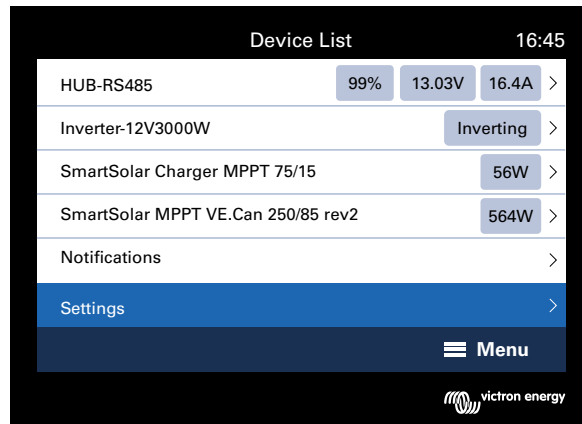 Device List 16:45
HUB-RS485 99% 13.03V 16.4A
Inverter-12V3000W Inverting
SmartSolar Charger MPPT 75/15 56W
SmartSolar MPPT VE.Can 250/85 rev2 564W
Notifications
Settings
Menu
victron energy